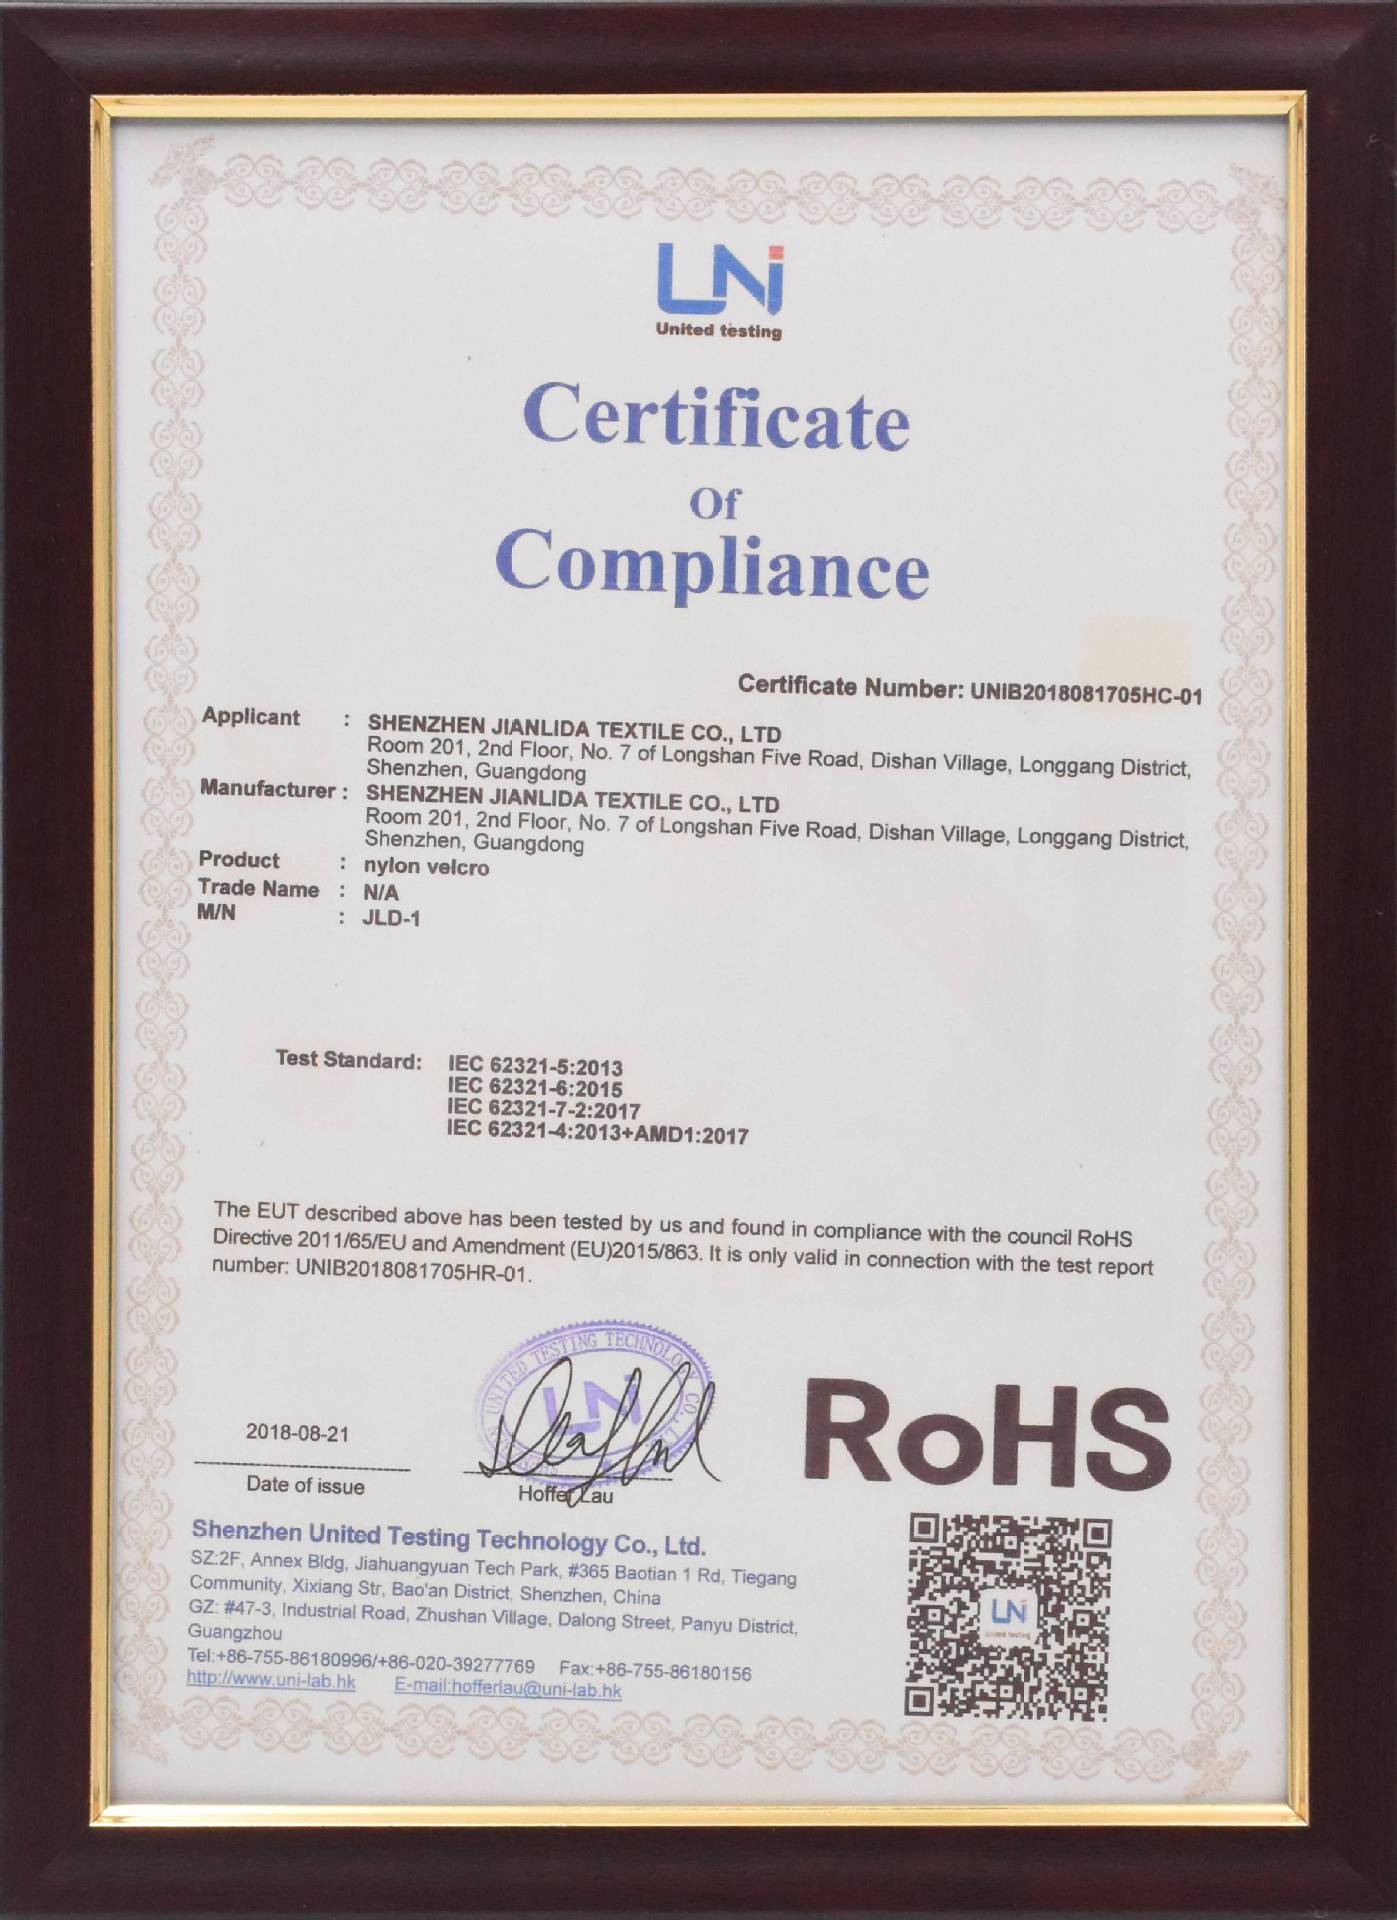 UNi
United testing
Certificate
Of
Compliance
Certificate Number: UNIB2018081705HC-01
Applicant : SHENZHEN JIANLIDA TEXTILE CO., LTD
Room 201, 2nd Floor, No. 7 of Longshan Five Road, Dishan Village, Longgang District,
Shenzhen, Guangdong
Manufacturer : SHENZHEN JIANLIDA TEXTILE CO., LTD
Room 201, 2nd Floor, No. 7 of Longshan Five Road, Dishan Village, Longgang District,
Shenzhen, Guangdong
Product : nylon velcro
Trade Name : N/A
M/N : JLD-1
Test Standard: IEC 62321-5:2013
IEC 62321-6:2015
IEC 62321-7-2:2017
IEC 62321-4:2013+AMD1:2017
The EUT described above has been tested by us and found in compliance with the council RoHS
Directive 2011/65/EU and Amendment (EU)2015/863. It is only valid in connection with the test report
number: UNIB2018081705HR-01.
UNITED TESTING TECHNOLOGY CO.,
UNi
2018-08-21
Date of issue
Hoffer Lau
RoHS
Shenzhen United Testing Technology Co., Ltd.
SZ:2F, Annex Bldg, Jiahuangyuan Tech Park, #365 Baotian 1 Rd, Tiegang
Community, Xixiang Str, Bao'an District, Shenzhen, China
GZ: #47-3, Industrial Road, Zhushan Village, Dalong Street, Panyu District,
Guangzhou
Tel:+86-755-86180996/+86-020-39277769 Fax:+86-755-86180156
http://www.uni-lab.hk E-mail:hofferlau@uni-lab.hk
UNi
United testing